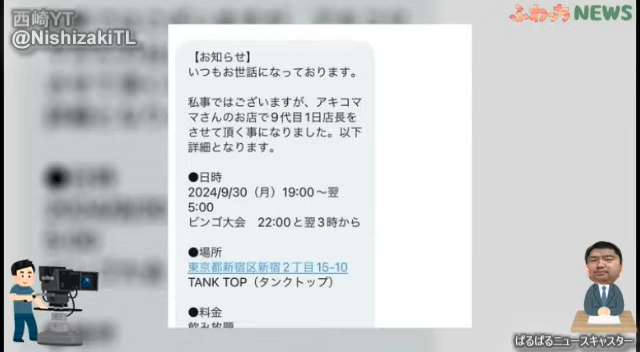 西崎YT
@NishizakiTL
ふわっちNEWS
【お知らせ】
いつもお世話になっております。
私事ではございますが、アキコマ
マさんのお店で9代目1日店長を
させて頂く事になりました。以下
詳細となります。
●日時
2024/9/30（月）19:00〜翌
5:00
ビンゴ大会　22:00と翌3時から
●場所
東京都新宿区新宿2丁目15-10
TANK TOP（タンクトップ）
●料金
飲み放題
ぱるぱるニュースキャスター